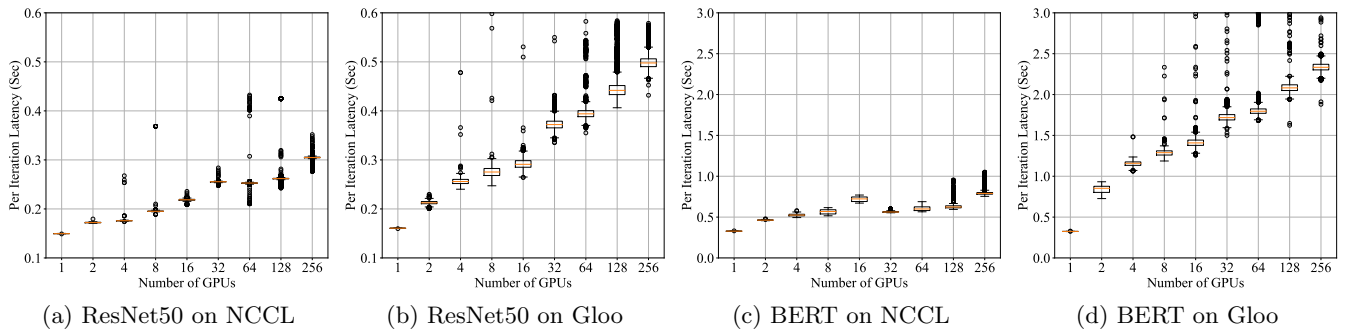 0.6
0.5
0.4
0.3
0.2
0.1
Per Iteration Latency (Sec)
1 2 4 8 16 32 64 128 256
Number of GPUs
(a) ResNet50 on NCCL
0.6
0.5
0.4
0.3
0.2
0.1
Per Iteration Latency (Sec)
1 2 4 8 16 32 64 128 256
Number of GPUs
(b) ResNet50 on Gloo
3.0
2.5
2.0
1.5
1.0
0.5
0.0
Per Iteration Latency (Sec)
1 2 4 8 16 32 64 128 256
Number of GPUs
(c) BERT on NCCL
3.0
2.5
2.0
1.5
1.0
0.5
0.0
Per Iteration Latency (Sec)
1 2 4 8 16 32 64 128 256
Number of GPUs
(d) BERT on Gloo